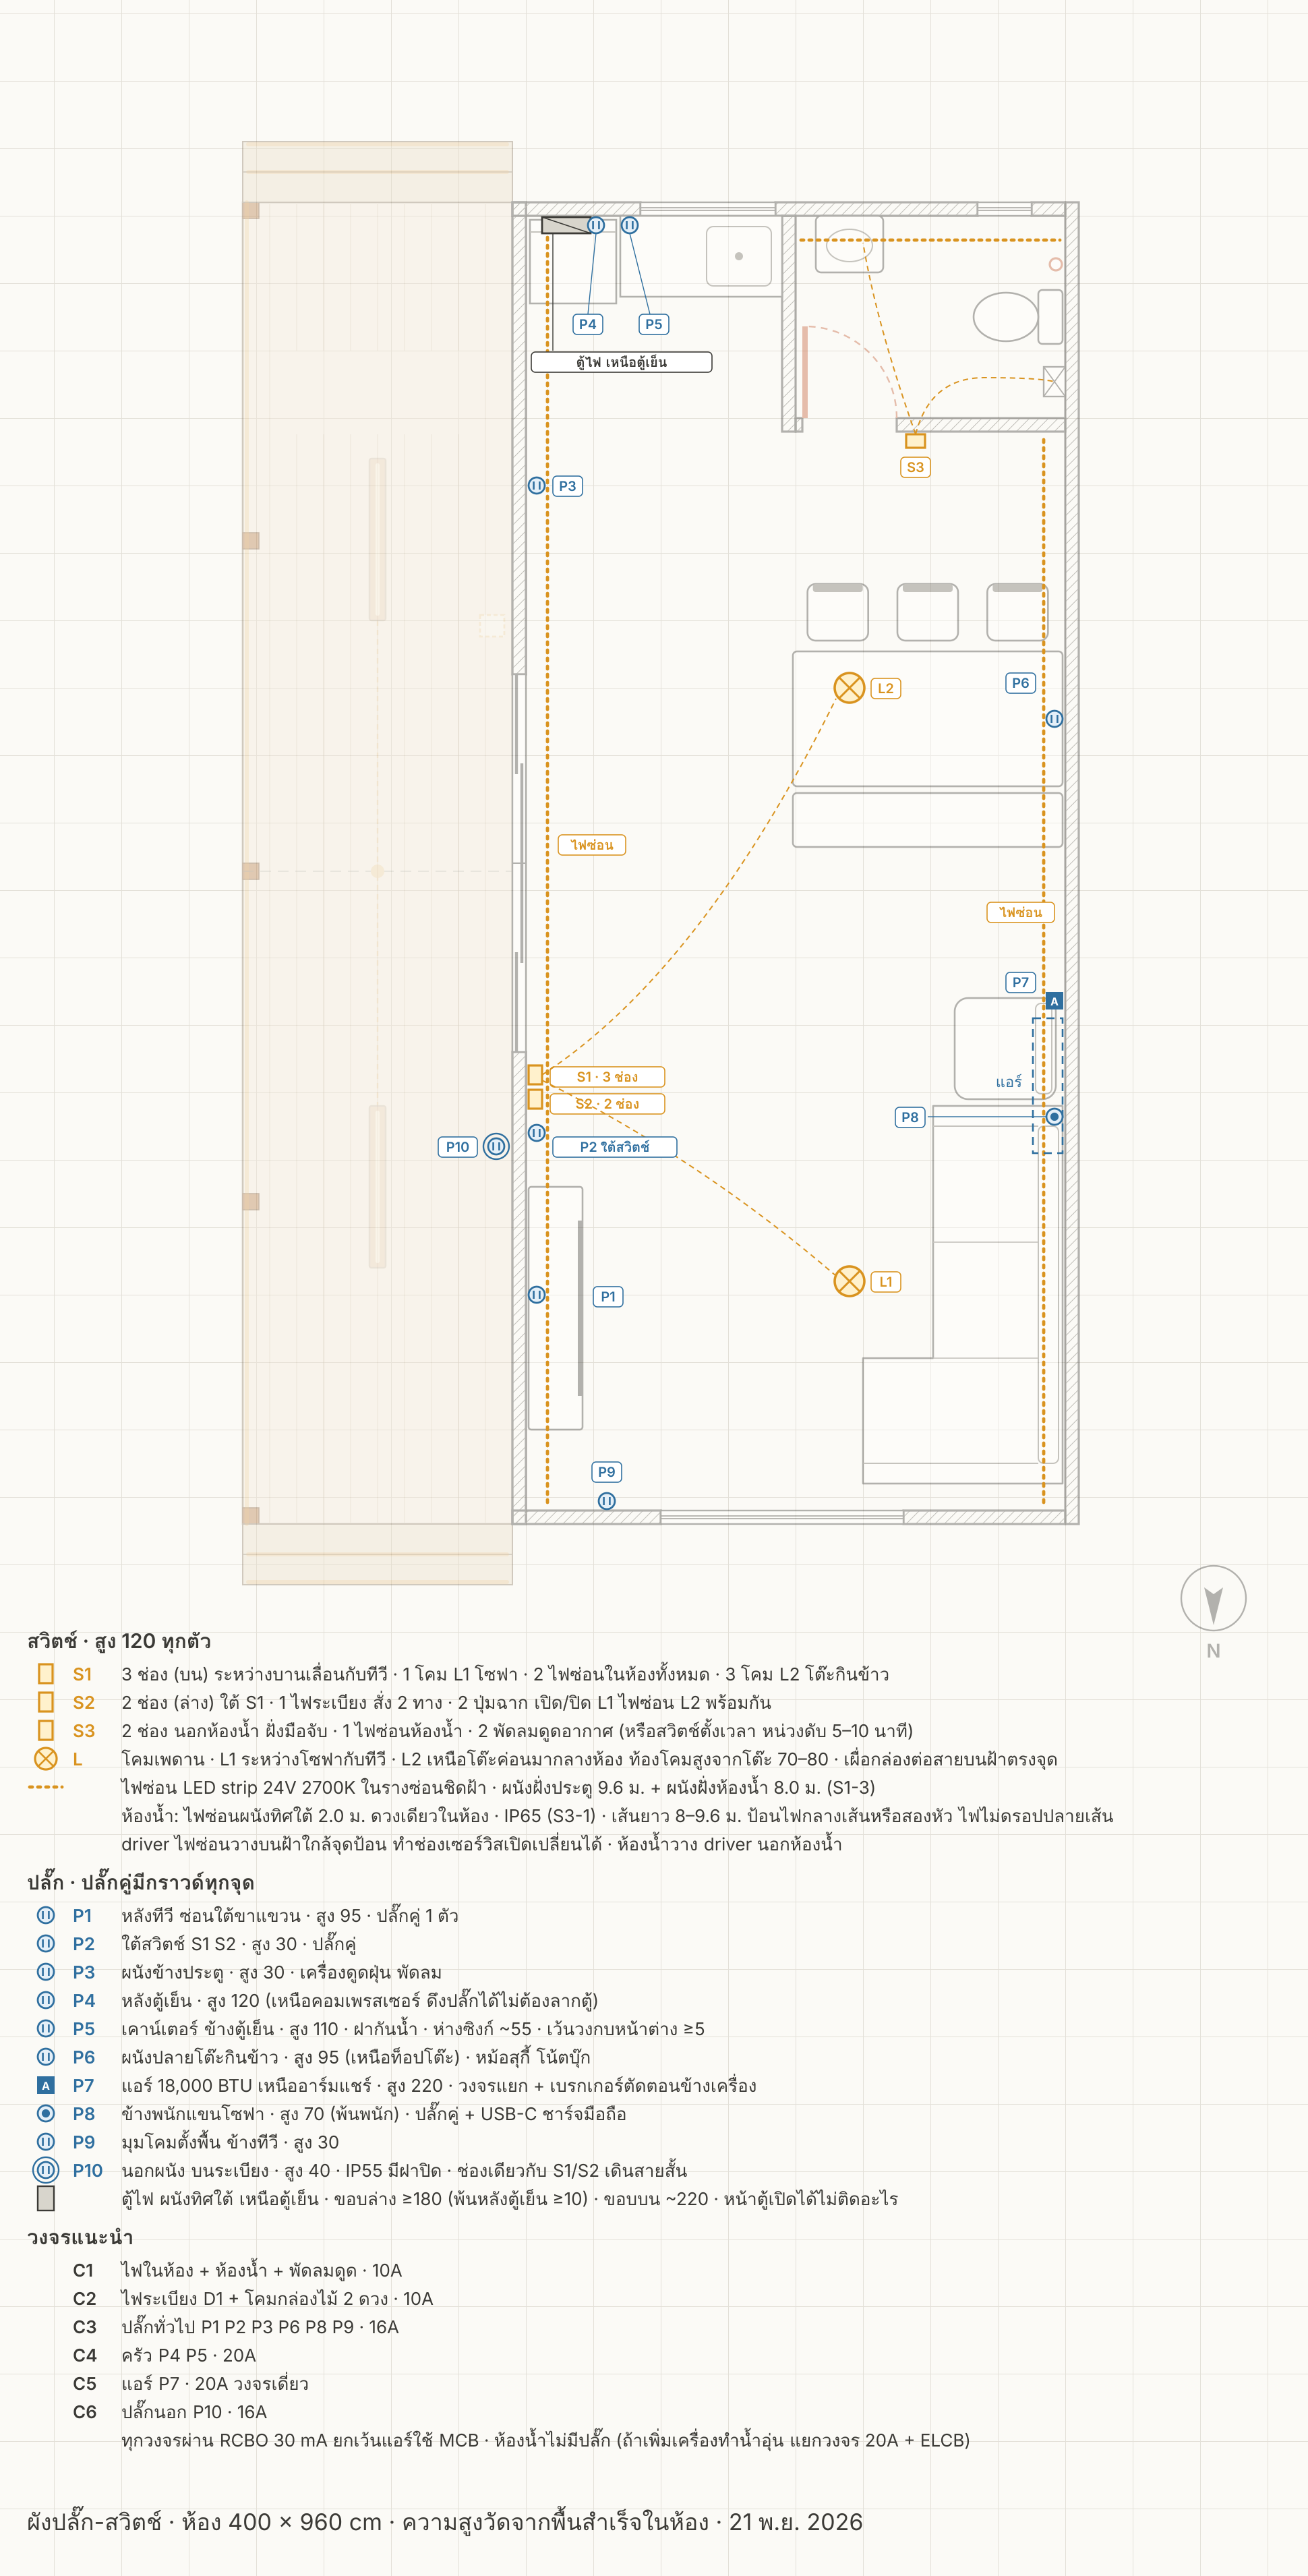 P4
P5
ตู้ไฟ เหนือตู้เย็น
S3
P3
L2
P6
ไฟซ่อน
ไฟซ่อน
P7
A
S1 · 3 ช่อง
แอร์
S2 · 2 ช่อง
P8
P10
P2 ใต้สวิตช์
L1
P1
P9
N
สวิตช์ · สูง 120 ทุกตัว
S1 3 ช่อง (บน) ระหว่างบานเลื่อนกับทีวี · 1 โคม L1 โซฟา · 2 ไฟซ่อนในห้องทั้งหมด · 3 โคม L2 โต๊ะกินข้าว
S2 2 ช่อง (ล่าง) ใต้ S1 · 1 ไฟระเบียง สั่ง 2 ทาง · 2 ปุ่มฉาก เปิด/ปิด L1 ไฟซ่อน L2 พร้อมกัน
S3 2 ช่อง นอกห้องน้ำ ฝั่งมือจับ · 1 ไฟซ่อนห้องน้ำ · 2 พัดลมดูดอากาศ (หรือสวิตช์ตั้งเวลา หน่วงดับ 5–10 นาที)
L โคมเพดาน · L1 ระหว่างโซฟากับทีวี · L2 เหนือโต๊ะค่อนมากลางห้อง ท้องโคมสูงจากโต๊ะ 70–80 · เผื่อกล่องต่อสายบนฝ้าตรงจุด
ไฟซ่อน LED strip 24V 2700K ในรางซ่อนชิดฝ้า · ผนังฝั่งประตู 9.6 ม. + ผนังฝั่งห้องน้ำ 8.0 ม. (S1-3)
ห้องน้ำ: ไฟซ่อนผนังทิศใต้ 2.0 ม. ดวงเดียวในห้อง · IP65 (S3-1) · เส้นยาว 8–9.6 ม. ป้อนไฟกลางเส้นหรือสองหัว ไฟไม่ดรอปปลายเส้น
driver ไฟซ่อนวางบนฝ้าใกล้จุดป้อน ทำช่องเซอร์วิสเปิดเปลี่ยนได้ · ห้องน้ำวาง driver นอกห้องน้ำ
ปลั๊ก · ปลั๊กคู่มีกราวด์ทุกจุด
P1 หลังทีวี ซ่อนใต้ขาแขวน · สูง 95 · ปลั๊กคู่ 1 ตัว
P2 ใต้สวิตช์ S1 S2 · สูง 30 · ปลั๊กคู่
P3 ผนังข้างประตู · สูง 30 · เครื่องดูดฝุ่น พัดลม
P4 หลังตู้เย็น · สูง 120 (เหนือคอมเพรสเซอร์ ดึงปลั๊กได้ไม่ต้องลากตู้)
P5 เคาน์เตอร์ ข้างตู้เย็น · สูง 110 · ฝากันน้ำ · ห่างซิงก์ ~55 · เว้นวงกบหน้าต่าง ≥5
P6 ผนังปลายโต๊ะกินข้าว · สูง 95 (เหนือท็อปโต๊ะ) · หม้อสุกี้ โน้ตบุ๊ก
A P7 แอร์ 18,000 BTU เหนืออาร์มแชร์ · สูง 220 · วงจรแยก + เบรกเกอร์ตัดตอนข้างเครื่อง
P8 ข้างพนักแขนโซฟา · สูง 70 (พ้นพนัก) · ปลั๊กคู่ + USB-C ชาร์จมือถือ
P9 มุมโคมตั้งพื้น ข้างทีวี · สูง 30
P10 นอกผนัง บนระเบียง · สูง 40 · IP55 มีฝาปิด · ช่องเดียวกับ S1/S2 เดินสายสั้น
ตู้ไฟ ผนังทิศใต้ เหนือตู้เย็น · ขอบล่าง ≥180 (พ้นหลังตู้เย็น ≥10) · ขอบบน ~220 · หน้าตู้เปิดได้ไม่ติดอะไร
วงจรแนะนำ
C1 ไฟในห้อง + ห้องน้ำ + พัดลมดูด · 10A
C2 ไฟระเบียง D1 + โคมกล่องไม้ 2 ดวง · 10A
C3 ปลั๊กทั่วไป P1 P2 P3 P6 P8 P9 · 16A
C4 ครัว P4 P5 · 20A
C5 แอร์ P7 · 20A วงจรเดี่ยว
C6 ปลั๊กนอก P10 · 16A
ทุกวงจรผ่าน RCBO 30 mA ยกเว้นแอร์ใช้ MCB · ห้องน้ำไม่มีปลั๊ก (ถ้าเพิ่มเครื่องทำน้ำอุ่น แยกวงจร 20A + ELCB)
ผังปลั๊ก-สวิตช์ · ห้อง 400 × 960 cm · ความสูงวัดจากพื้นสำเร็จในห้อง · 21 พ.ย. 2026